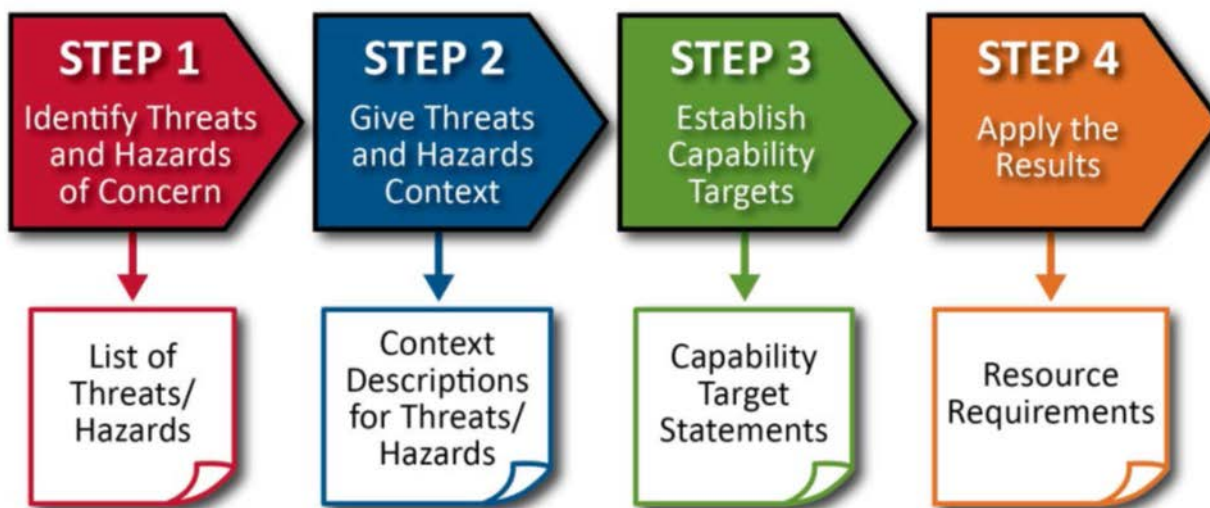 STEP 1
Identify Threats
and Hazards
of Concern
STEP 2
Give Threats
and Hazards
Context
STEP 3
Establish
Capability
Targets
STEP 4
Apply the
Results
List of
Threats/
Hazards
Context
Descriptions
for Threats/
Hazards
Capability
Target
Statements
Resource
Requirements